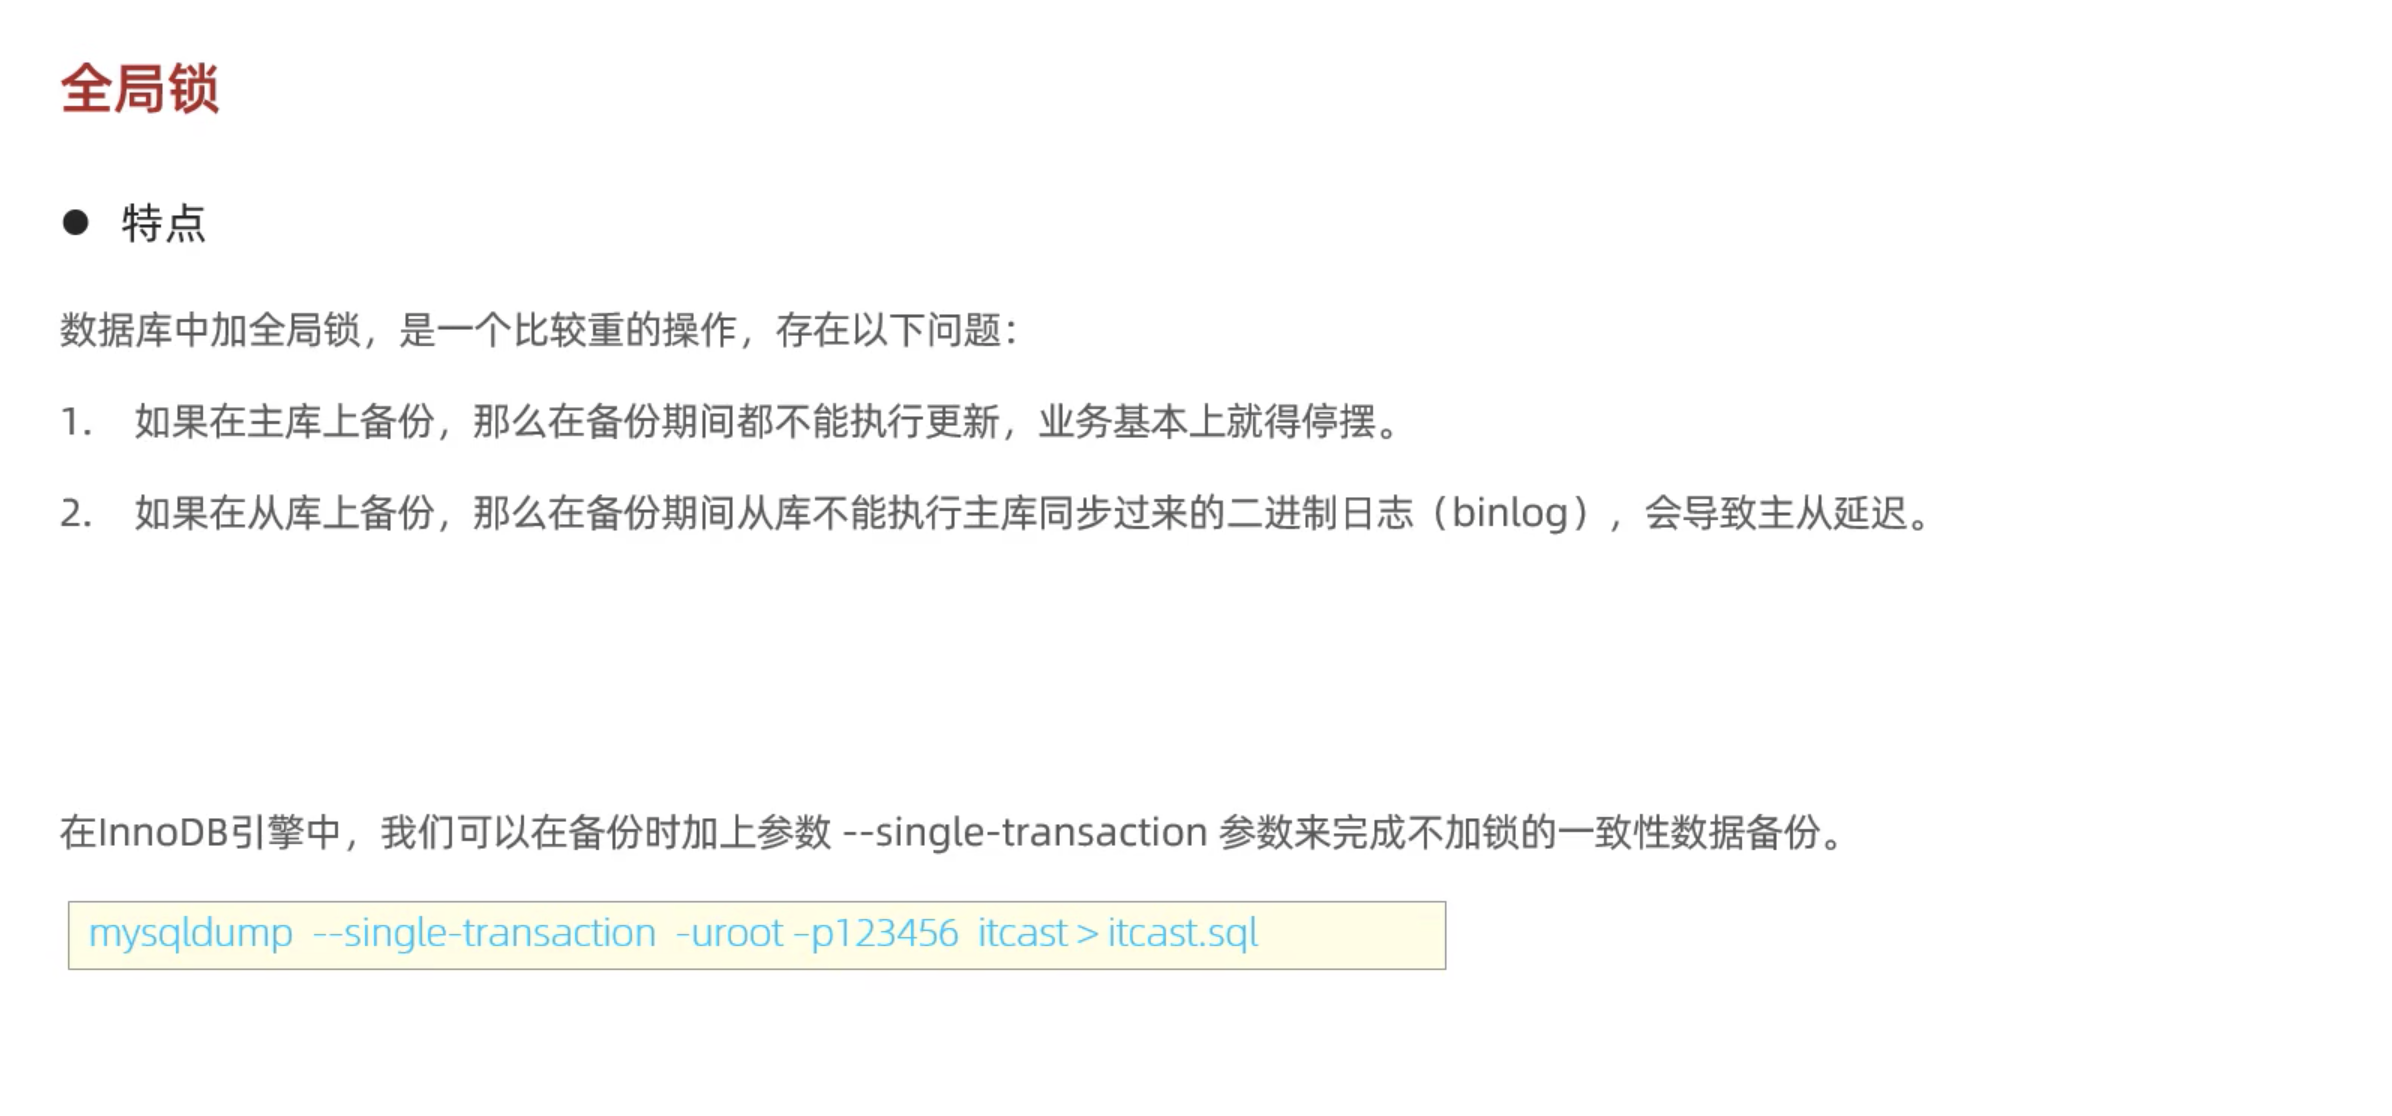 全局锁
● 特点
数据库中加全局锁，是一个比较重的操作，存在以下问题：
1. 如果在主库上备份，那么在备份期间都不能执行更新，业务基本上就得停摆。
2. 如果在从库上备份，那么在备份期间从库不能执行主库同步过来的二进制日志（binlog），会导致主从延迟。
在InnoDB引擎中，我们可以在备份时加上参数 --single-transaction 参数来完成不加锁的一致性数据备份。
mysqldump --single-transaction -uroot –p123456 itcast > itcast.sql